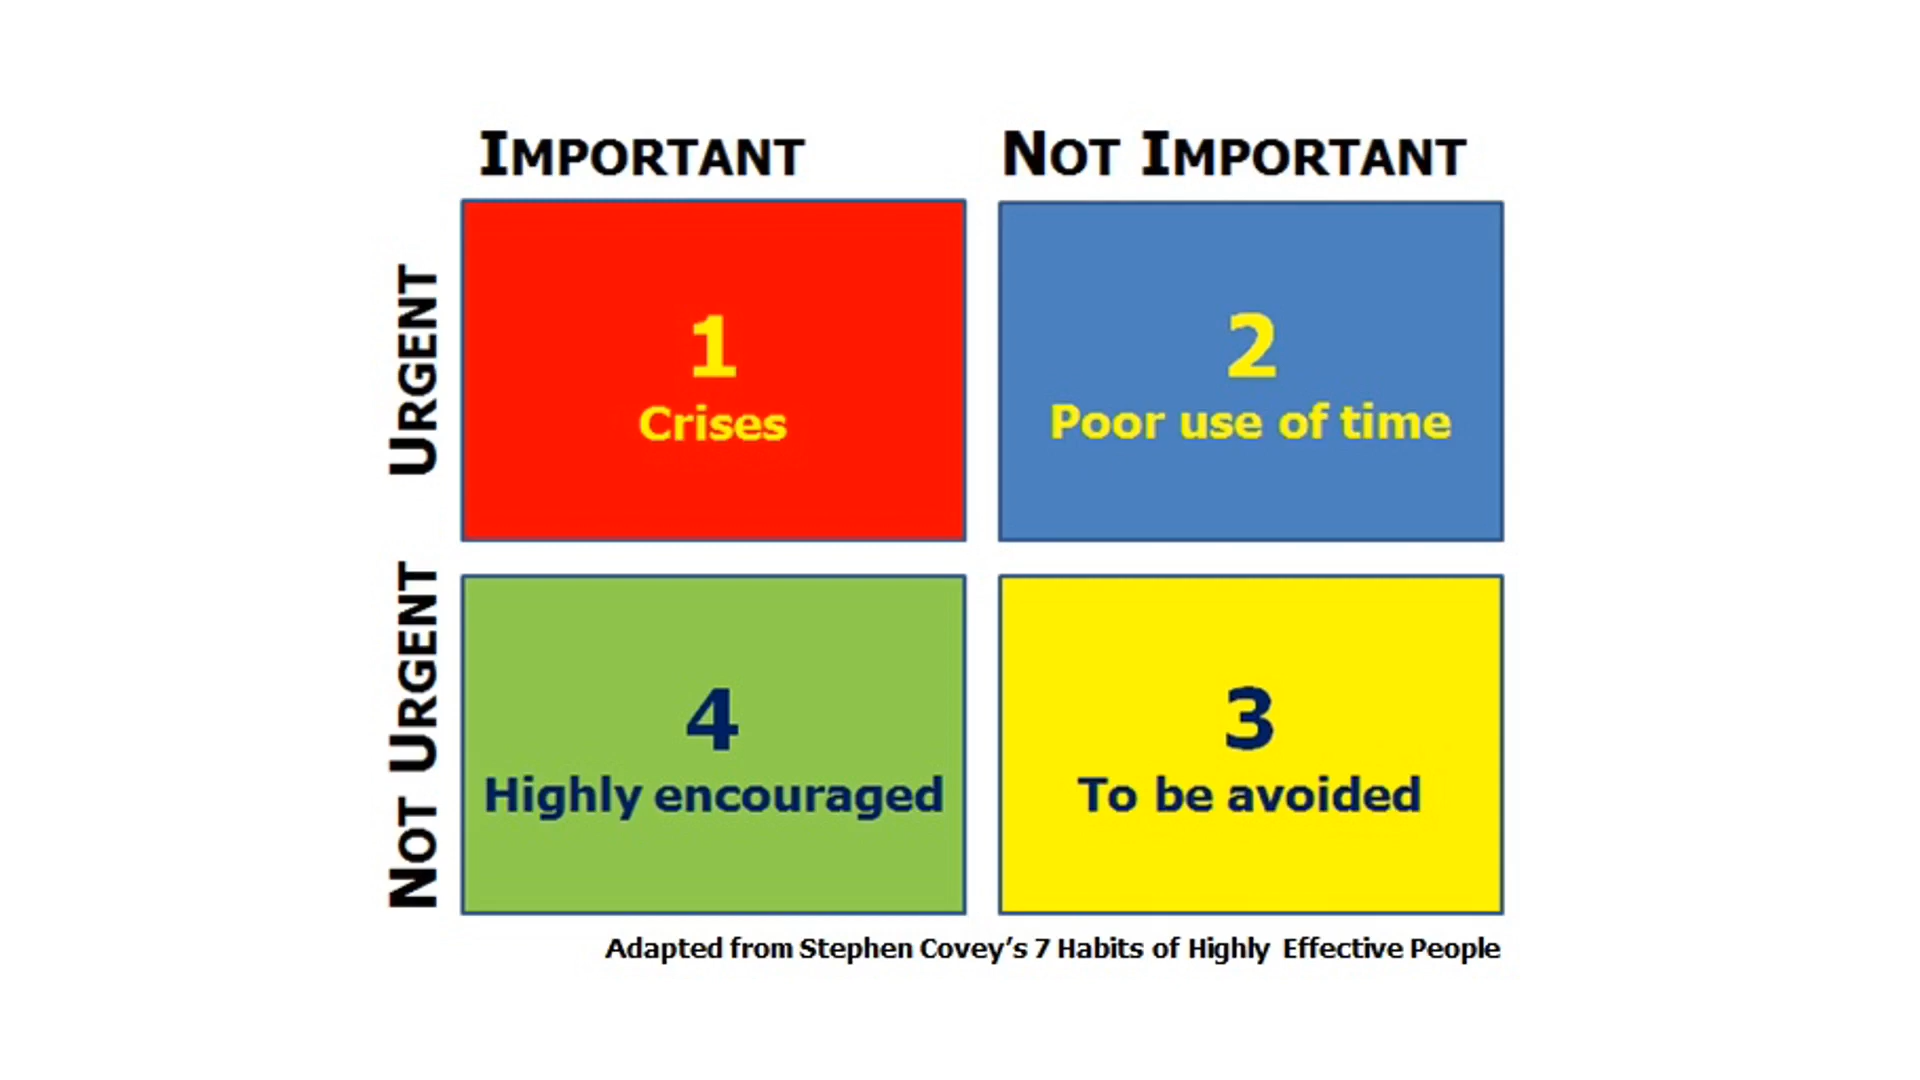 IMPORTANT
NOT IMPORTANT
URGENT
1
Crises
2
Poor use of time
NOT URGENT
4
Highly encouraged
3
To be avoided
Adapted from Stephen Covey’s 7 Habits of Highly Effective People